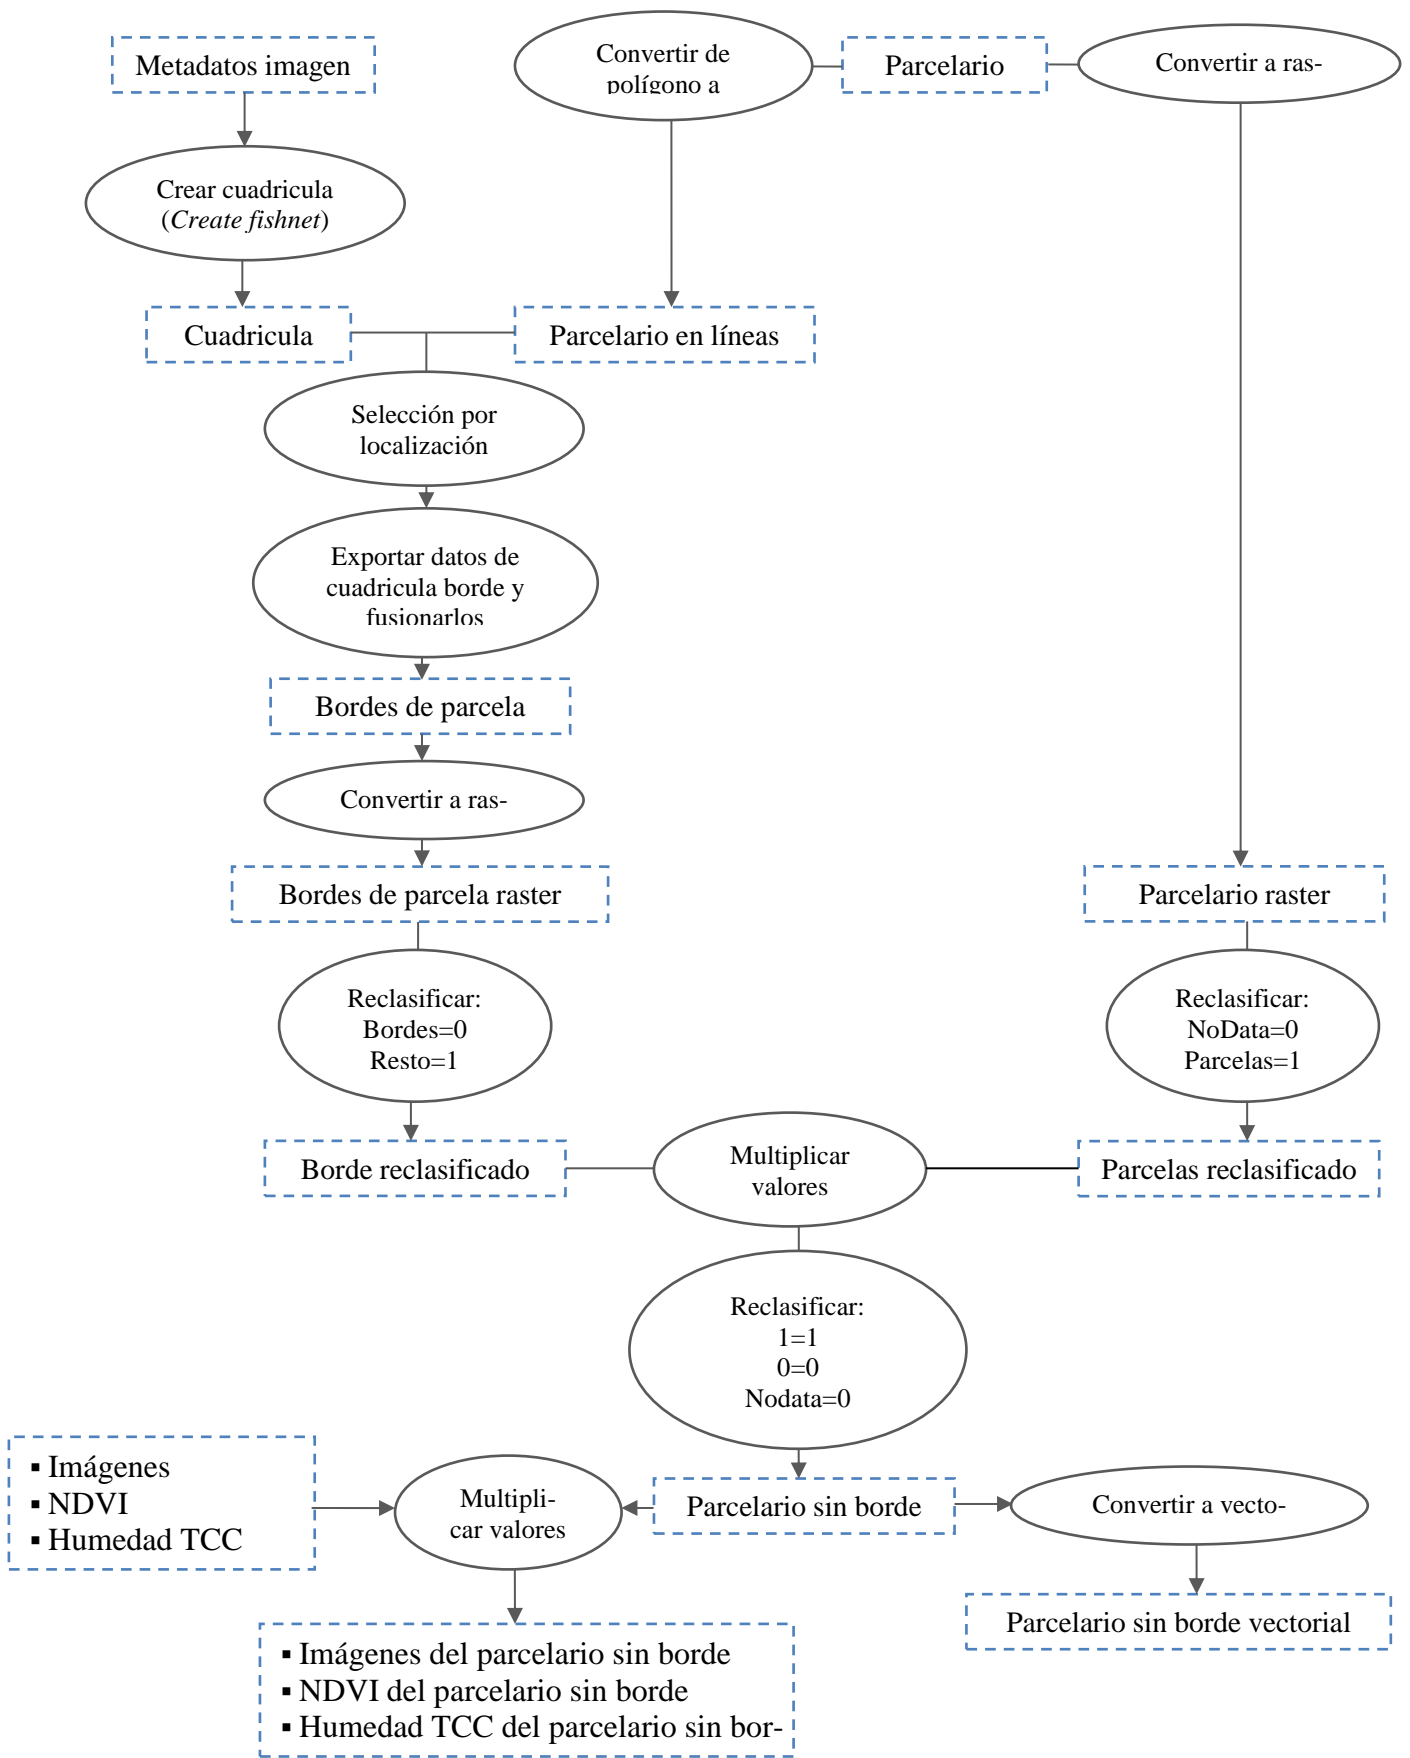 Metadatos imagen
Convertir de
polígono a
Parcelario
Convertir a ras-
Crear cuadricula
(Create fishnet)
Cuadricula
Parcelario en líneas
Selección por
localización
Exportar datos de
cuadricula borde y
fusionarlos
Bordes de parcela
Convertir a ras-
Bordes de parcela raster
Parcelario raster
Reclasificar:
Bordes=0
Resto=1
Reclasificar:
NoData=0
Parcelas=1
Borde reclasificado
Multiplicar
valores
Parcelas reclasificado
Reclasificar:
1=1
0=0
Nodata=0
▪ Imágenes
▪ NDVI
▪ Humedad TCC
Multipli-
car valores
Parcelario sin borde
Convertir a vecto-
Parcelario sin borde vectorial
▪ Imágenes del parcelario sin borde
▪ NDVI del parcelario sin borde
▪ Humedad TCC del parcelario sin bor-